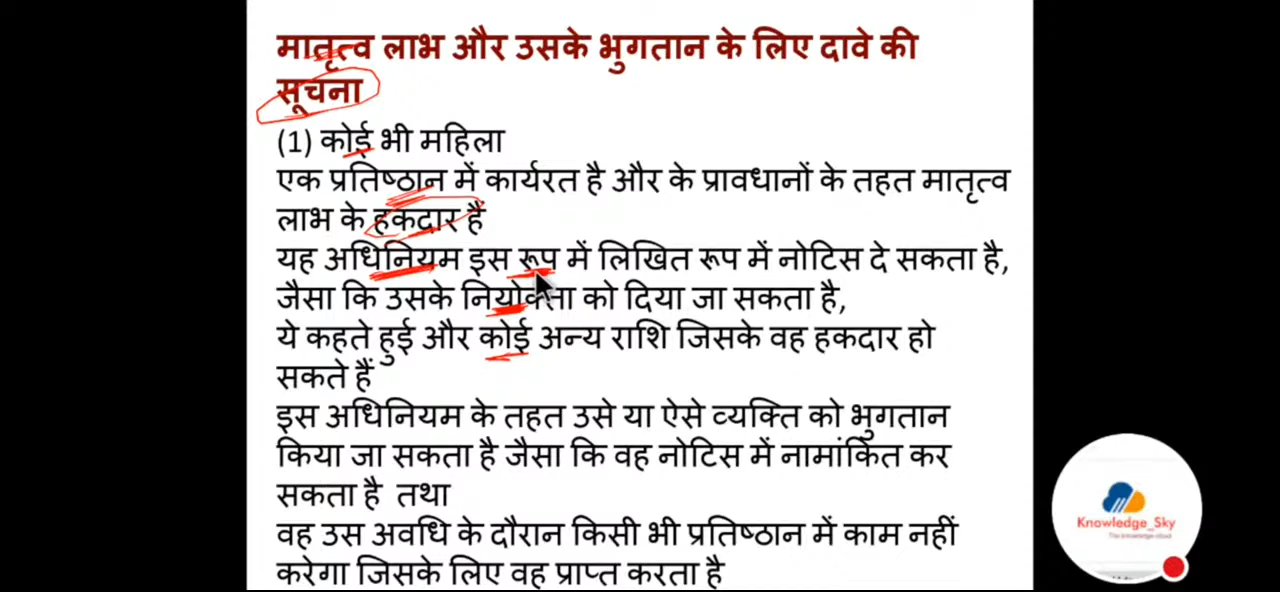 मातृत्व लाभ और उसके भुगतान के लिए दावे की
सूचना
(1) कोई भी महिला
एक प्रतिष्ठान में कार्यरत है और के प्रावधानों के तहत मातृत्व
लाभ के हकदार है
यह अधिनियम इस रूप में लिखित रूप में नोटिस दे सकता है,
जैसा कि उसके नियोक्ता को दिया जा सकता है,
ये कहते हुई और कोई अन्य राशि जिसके वह हकदार हो
सकते हैं
इस अधिनियम के तहत उसे या ऐसे व्यक्ति को भुगतान
किया जा सकता है जैसा कि वह नोटिस में नामांकित कर
सकता है तथा
वह उस अवधि के दौरान किसी भी प्रतिष्ठान में काम नहीं
करेगा जिसके लिए वह प्राप्त करता है
Knowledge_Sky